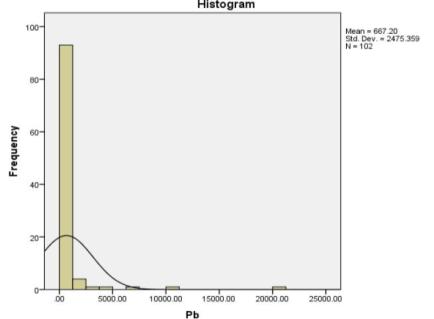 Histogram
Mean = 667.20
Std. Dev. = 2475.359
N = 102
100
80
60
40
20
0
Frequency
.00 5000.00 10000.00 15000.00 20000.00 25000.00
Pb